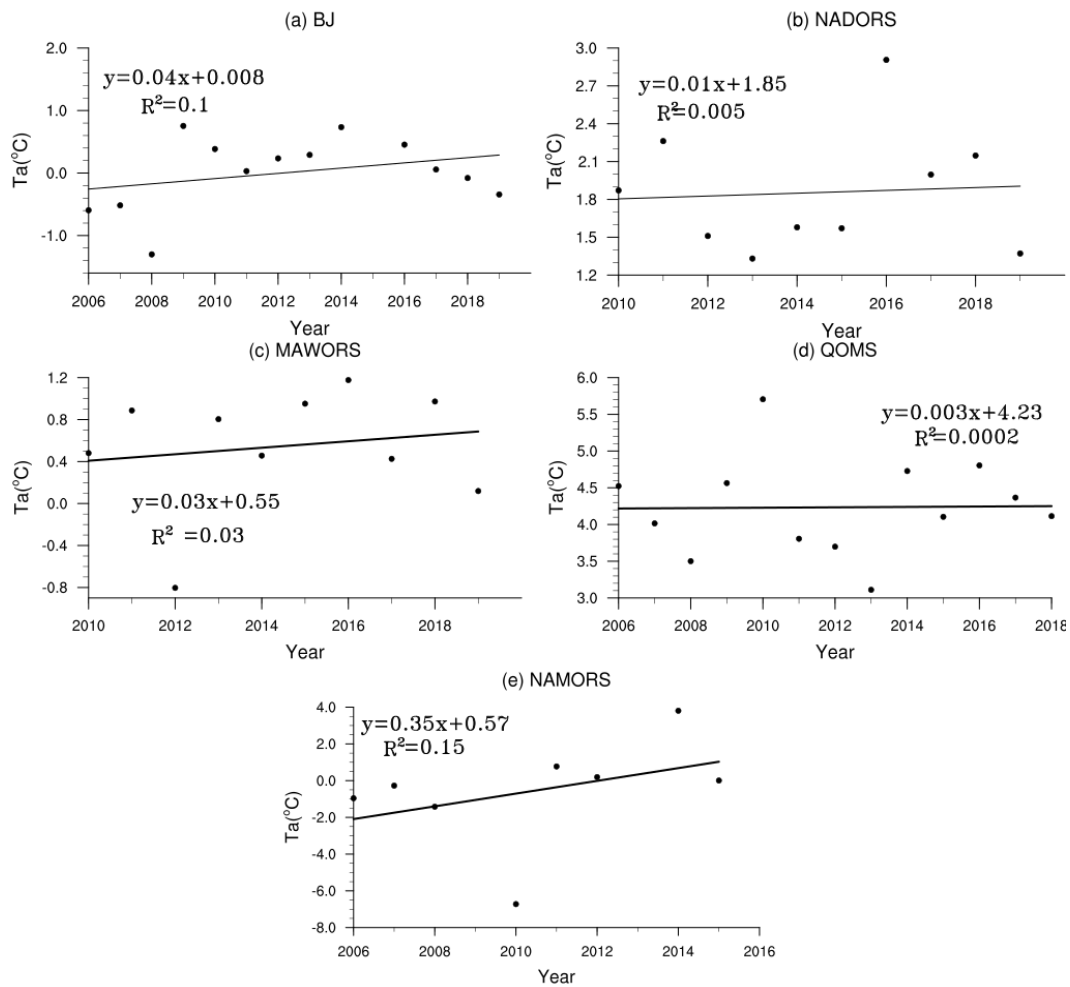 (a) BJ
2.0
1.0
0.0
-1.0
Ta(°C)
y=0.04x+0.008
R²=0.1
2006 2008 2010 2012 2014 2016 2018
Year
(b) NADORS
3.0
2.7
2.4
2.1
1.8
1.5
1.2
Ta(°C)
y=0.01x+1.85
R²=0.005
2010 2012 2014 2016 2018
Year
(c) MAWORS
1.2
0.8
0.4
0.0
-0.4
-0.8
Ta(°C)
y=0.03x+0.55
R² =0.03
2010 2012 2014 2016 2018
Year
(d) QOMS
6.0
5.5
5.0
4.5
4.0
3.5
3.0
Ta(°C)
y=0.003x+4.23
R²=0.0002
2006 2008 2010 2012 2014 2016 2018
Year
(e) NAMORS
4.0
2.0
0.0
-2.0
-4.0
-6.0
-8.0
Ta(°C)
y=0.35x+0.57
R²=0.15
2006 2008 2010 2012 2014 2016
Year